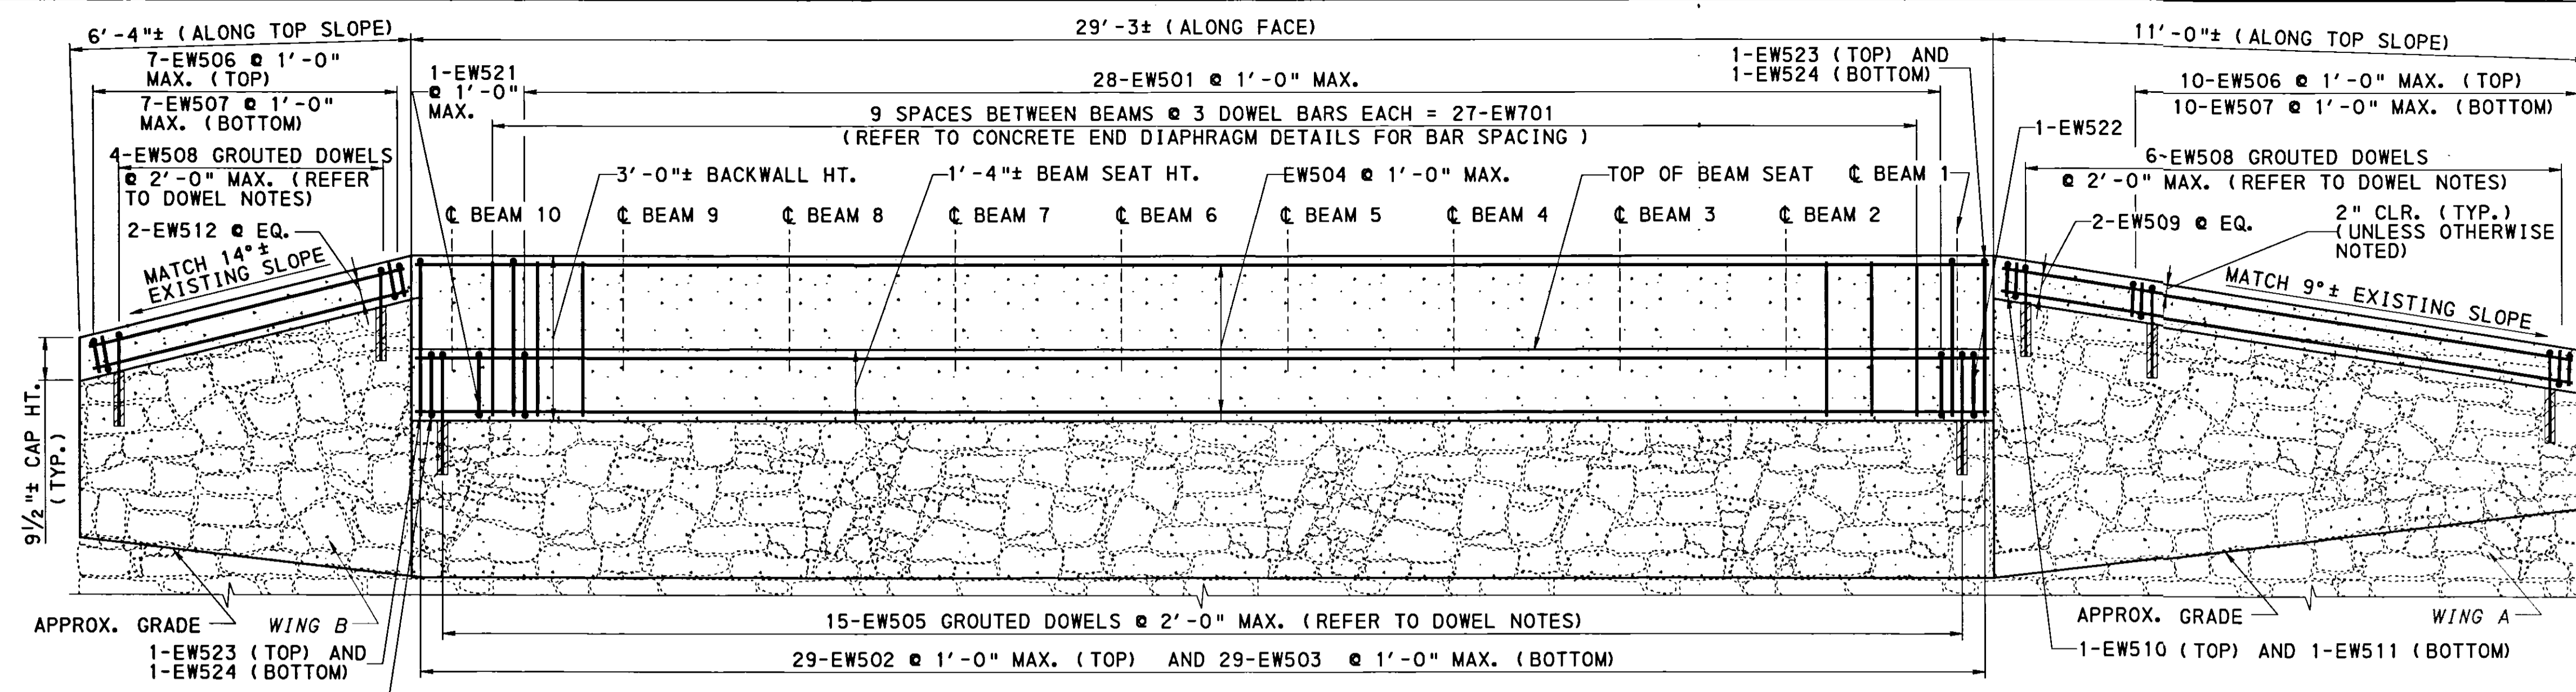 6'-4"± (ALONG TOP SLOPE)
29'-3± (ALONG FACE)
11'-0"± (ALONG TOP SLOPE)
7-EW506 @ 1'-0"
MAX. (TOP)
7-EW507 @ 1'-0"
MAX. (BOTTOM)
4-EW508 GROUTED DOWELS
@ 2'-0" MAX. (REFER
TO DOWEL NOTES)
2-EW512 @ EQ.
MATCH 14°±
EXISTING SLOPE
1-EW521
@ 1'-0"
MAX.
28-EW501 @ 1'-0" MAX.
9 SPACES BETWEEN BEAMS @ 3 DOWEL BARS EACH = 27-EW701
(REFER TO CONCRETE END DIAPHRAGM DETAILS FOR BAR SPACING )
1-EW523 (TOP) AND
1-EW524 (BOTTOM)
10-EW506 @ 1'-0" MAX. (TOP)
10-EW507 @ 1'-0" MAX. (BOTTOM)
1-EW522
6-EW508 GROUTED DOWELS
@ 2'-0" MAX. (REFER TO DOWEL NOTES)
3'-0"± BACKWALL HT.
1'-4"± BEAM SEAT HT.
EW504 @ 1'-0" MAX.
TOP OF BEAM SEAT
℄ BEAM 1
℄ BEAM 10
℄ BEAM 9
℄ BEAM 8
℄ BEAM 7
℄ BEAM 6
℄ BEAM 5
℄ BEAM 4
℄ BEAM 3
℄ BEAM 2
2-EW509 @ EQ.
2" CLR. (TYP.)
(UNLESS OTHERWISE
NOTED)
MATCH 9°± EXISTING SLOPE
9 1/2"± CAP HT.
(TYP.)
APPROX. GRADE
WING B
1-EW523 (TOP) AND
1-EW524 (BOTTOM)
15-EW505 GROUTED DOWELS @ 2'-0" MAX. (REFER TO DOWEL NOTES)
29-EW502 @ 1'-0" MAX. (TOP) AND 29-EW503 @ 1'-0" MAX. (BOTTOM)
APPROX. GRADE
WING A
1-EW510 (TOP) AND 1-EW511 (BOTTOM)